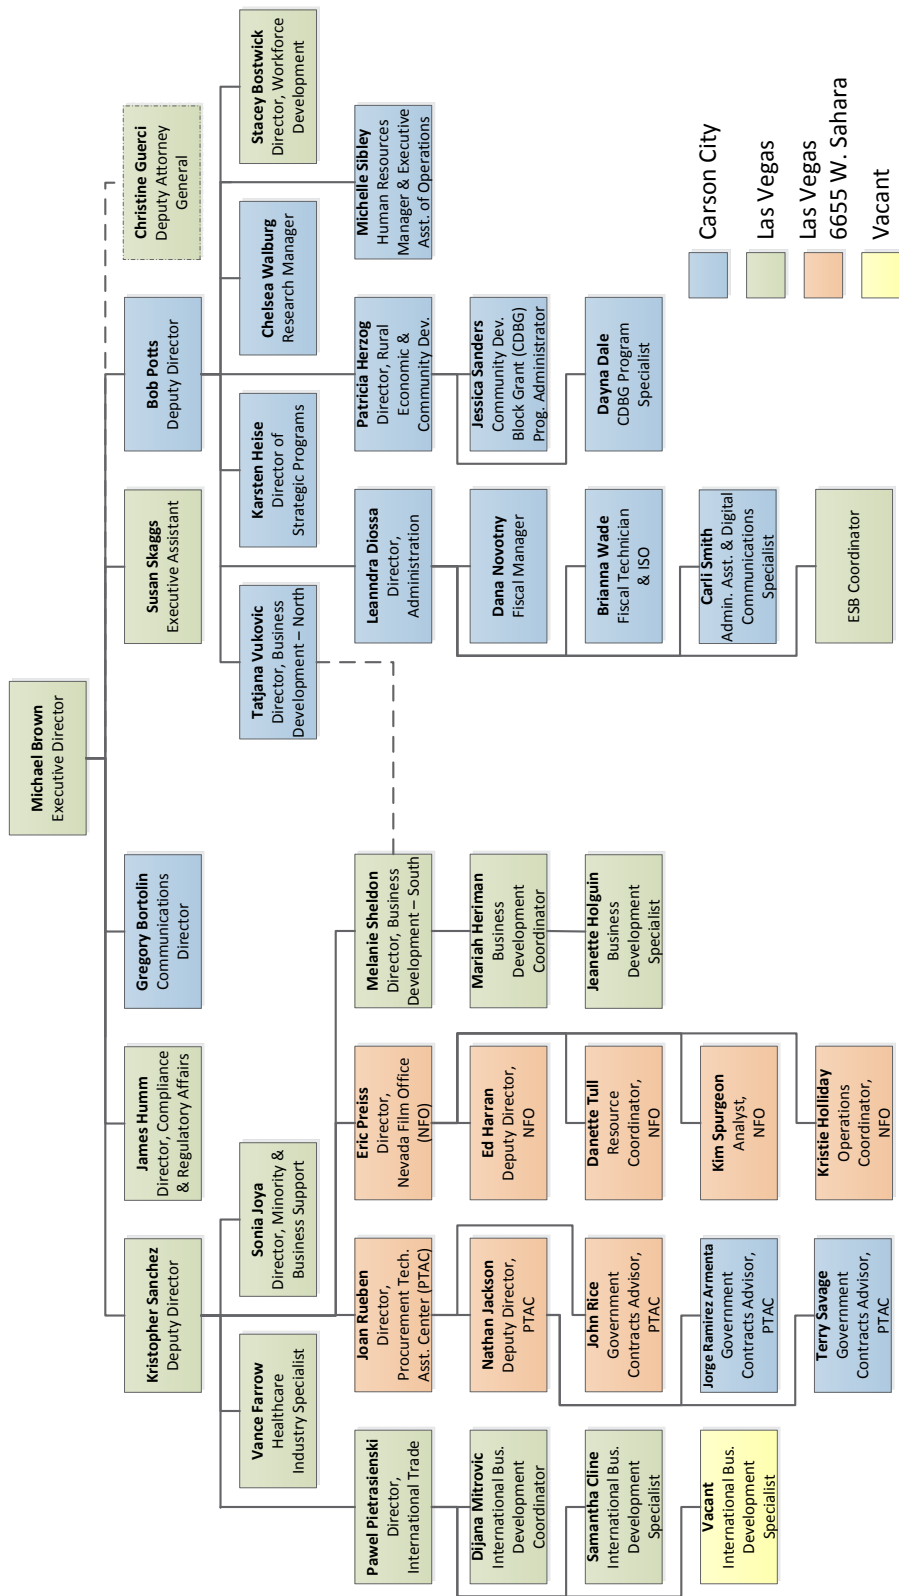 Michael Brown
Executive Director
Kristopher Sanchez
Deputy Director
James Humm
Director, Compliance
& Regulatory Affairs
Gregory Bortolin
Communications
Director
Susan Skaggs
Executive Assistant
Bob Potts
Deputy Director
Christine Guerci
Deputy Attorney
General
Vance Farrow
Healthcare
Industry Specialist
Sonia Joya
Director, Minority &
Business Support
Tatjana Vukovic
Director, Business
Development – North
Karsten Heise
Director of
Strategic Programs
Chelsea Walburg
Research Manager
Stacey Bostwick
Director, Workforce
Development
Pawel Pietrasienski
Director,
International Trade
Joan Rueben
Director,
Procurement Tech.
Asst. Center (PTAC)
Eric Preiss
Director,
Nevada Film Office
(NFO)
Melanie Sheldon
Director, Business
Development – South
Leanndra Diossa
Director,
Administration
Patricia Herzog
Director, Rural
Economic &
Community Dev.
Michelle Sibley
Human Resources
Manager & Executive
Asst. of Operations
Dijana Mitrovic
International Bus.
Development
Coordinator
Nathan Jackson
Deputy Director,
PTAC
Ed Harran
Deputy Director,
NFO
Mariah Heriman
Business
Development
Coordinator
Dana Novotny
Fiscal Manager
Jessica Sanders
Community Dev.
Block Grant (CDBG)
Prog. Administrator
Samantha Cline
International Bus.
Development
Specialist
John Rice
Government
Contracts Advisor,
PTAC
Danette Tull
Resource
Coordinator,
NFO
Jeanette Holguin
Business
Development
Specialist
Brianna Wade
Fiscal Technician
& ISO
Dayna Dale
CDBG Program
Specialist
Vacant
International Bus.
Development
Specialist
Jorge Ramirez Armenta
Government
Contracts Advisor,
PTAC
Kim Spurgeon
Analyst,
NFO
Carli Smith
Admin. Asst. & Digital
Communications
Specialist
Terry Savage
Government
Contracts Advisor,
PTAC
Kristie Holliday
Operations
Coordinator,
NFO
ESB Coordinator
Carson City
Las Vegas
Las Vegas
6655 W. Sahara
Vacant